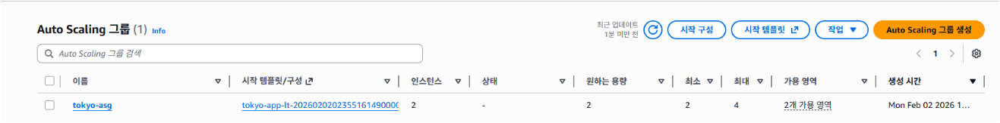 Auto Scaling 그룹 (1) Info
최근 업데이트
1분 미만 전
시작 구성
시작 템플릿
작업
Auto Scaling 그룹 생성
Auto Scaling 그룹 검색
1
이름 시작 템플릿/구성 인스턴스 상태 원하는 용량 최소 최대 가용 영역 생성 시간
tokyo-asg tokyo-app-lt-20260202023551614900000 2 - 2 2 4 2개 가용 영역 Mon Feb 02 2026 1...